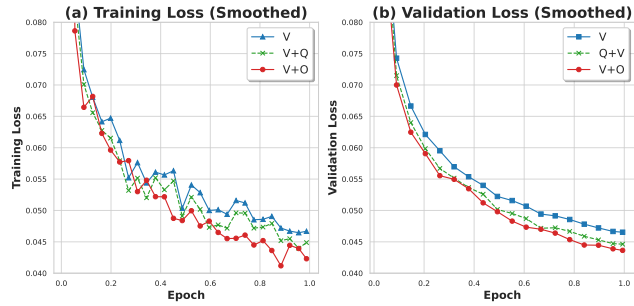 (a) Training Loss (Smoothed)
0.080
0.075
0.070
0.065
0.060
0.055
0.050
0.045
0.040
Training Loss
V
V+Q
V+O
0.0 0.2 0.4 0.6 0.8 1.0
Epoch
(b) Validation Loss (Smoothed)
0.080
0.075
0.070
0.065
0.060
0.055
0.050
0.045
0.040
Validation Loss
V
Q+V
V+O
0.0 0.2 0.4 0.6 0.8 1.0
Epoch